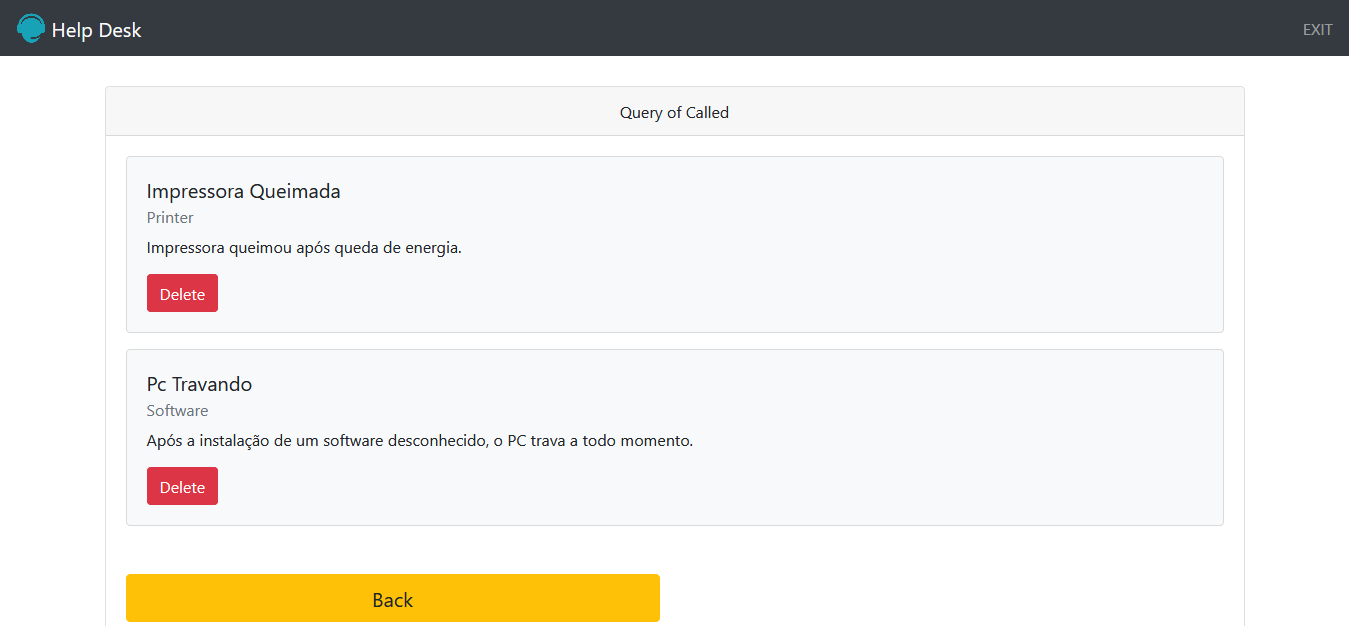 Help Desk
EXIT
Query of Called
Impressora Queimada
Printer
Impressora queimou após queda de energia.
Delete
Pc Travando
Software
Após a instalação de um software desconhecido, o PC trava a todo momento.
Delete
Back